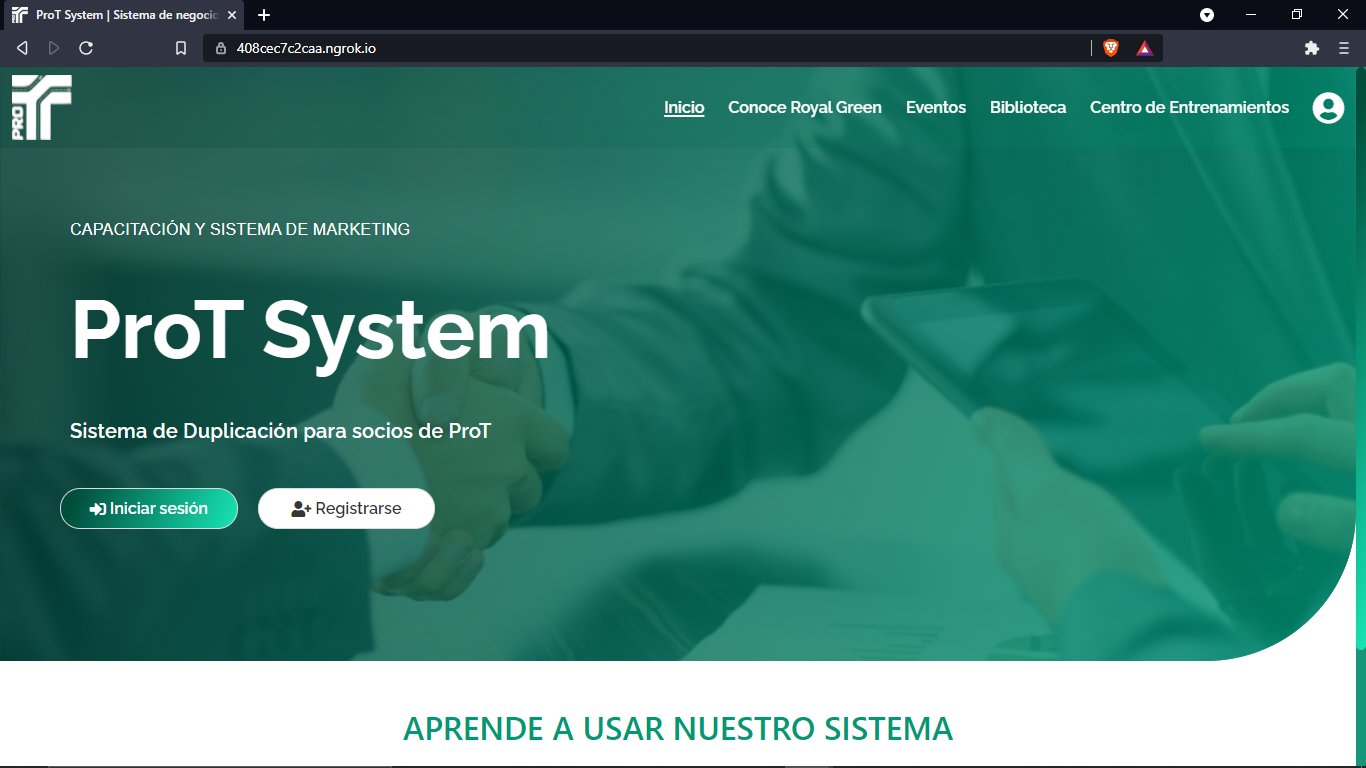 ProT System | Sistema de negocio
408cec7c2caa.ngrok.io
PRO
Inicio
Conoce Royal Green
Eventos
Biblioteca
Centro de Entrenamientos
CAPACITACIÓN Y SISTEMA DE MARKETING
ProT System
Sistema de Duplicación para socios de ProT
Iniciar sesión
Registrarse
APRENDE A USAR NUESTRO SISTEMA